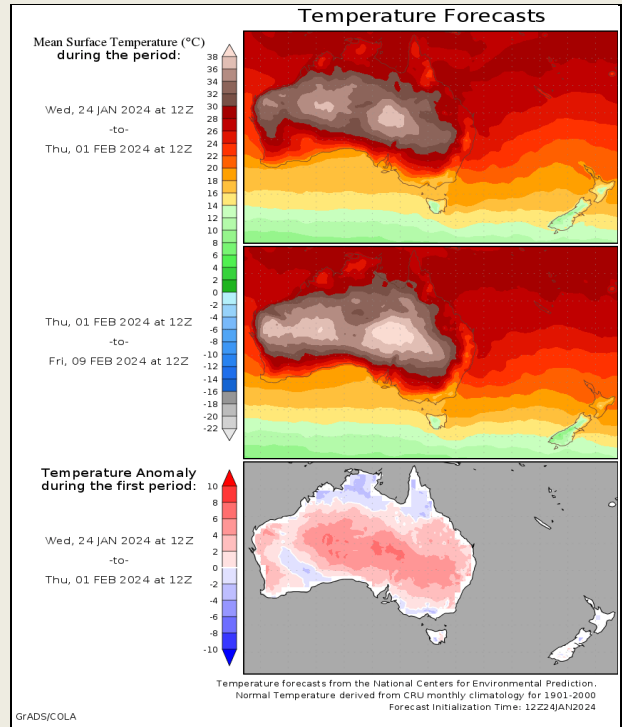 Temperature Forecasts
Mean Surface Temperature (°C)
during the period:
Wed, 24 JAN 2024 at 12Z
-to-
Thu, 01 FEB 2024 at 12Z
38
36
34
32
30
28
26
24
22
20
18
16
14
12
10
8
6
4
2
0
-2
-4
-6
-8
-10
-12
-14
-16
-18
-20
-22
Thu, 01 FEB 2024 at 12Z
-to-
Fri, 09 FEB 2024 at 12Z
Temperature Anomaly
during the first period:
Wed, 24 JAN 2024 at 12Z
-to-
Thu, 01 FEB 2024 at 12Z
10
8
6
4
2
0
-2
-4
-6
-8
-10
Temperature forecasts from the National Centers for Environmental Prediction.
Normal Temperature derived from CRU monthly climatology for 1901-2000
Forecast Initialization Time: 12Z24JAN2024
GrADS/COLA